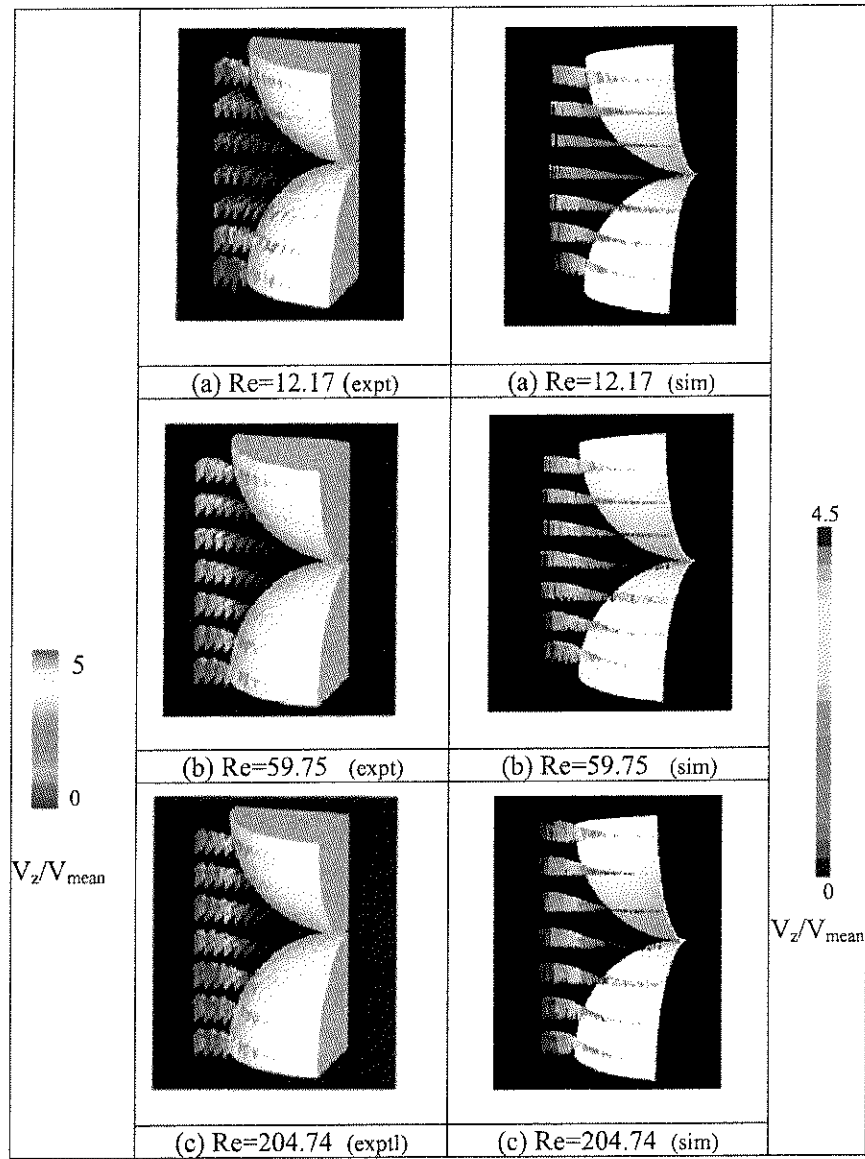 (a) Re=12.17 (expt)
(a) Re=12.17 (sim)
(b) Re=59.75 (expt)
(b) Re=59.75 (sim)
(c) Re=204.74 (exptl)
(c) Re=204.74 (sim)
5
0
Vz/Vmean
4.5
0
Vz/Vmean